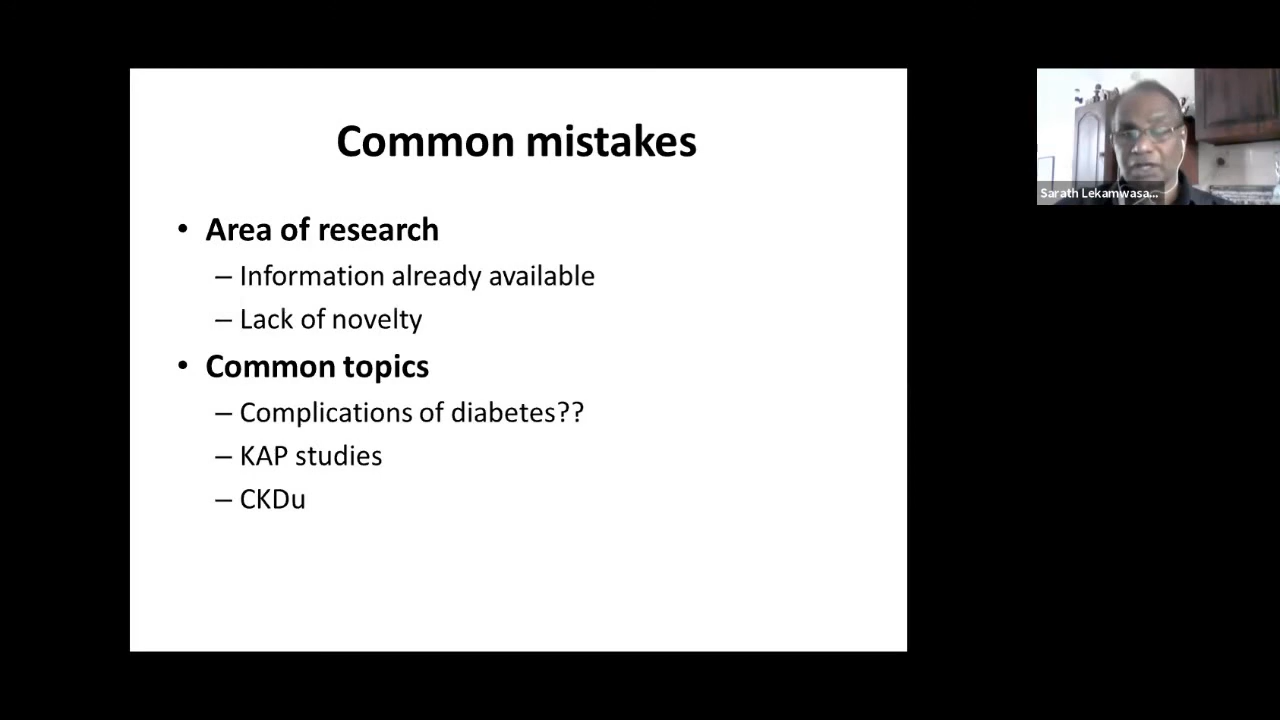 Common mistakes
• Area of research
– Information already available
– Lack of novelty
• Common topics
– Complications of diabetes??
– KAP studies
– CKDu
Sarath Lekamwasa...